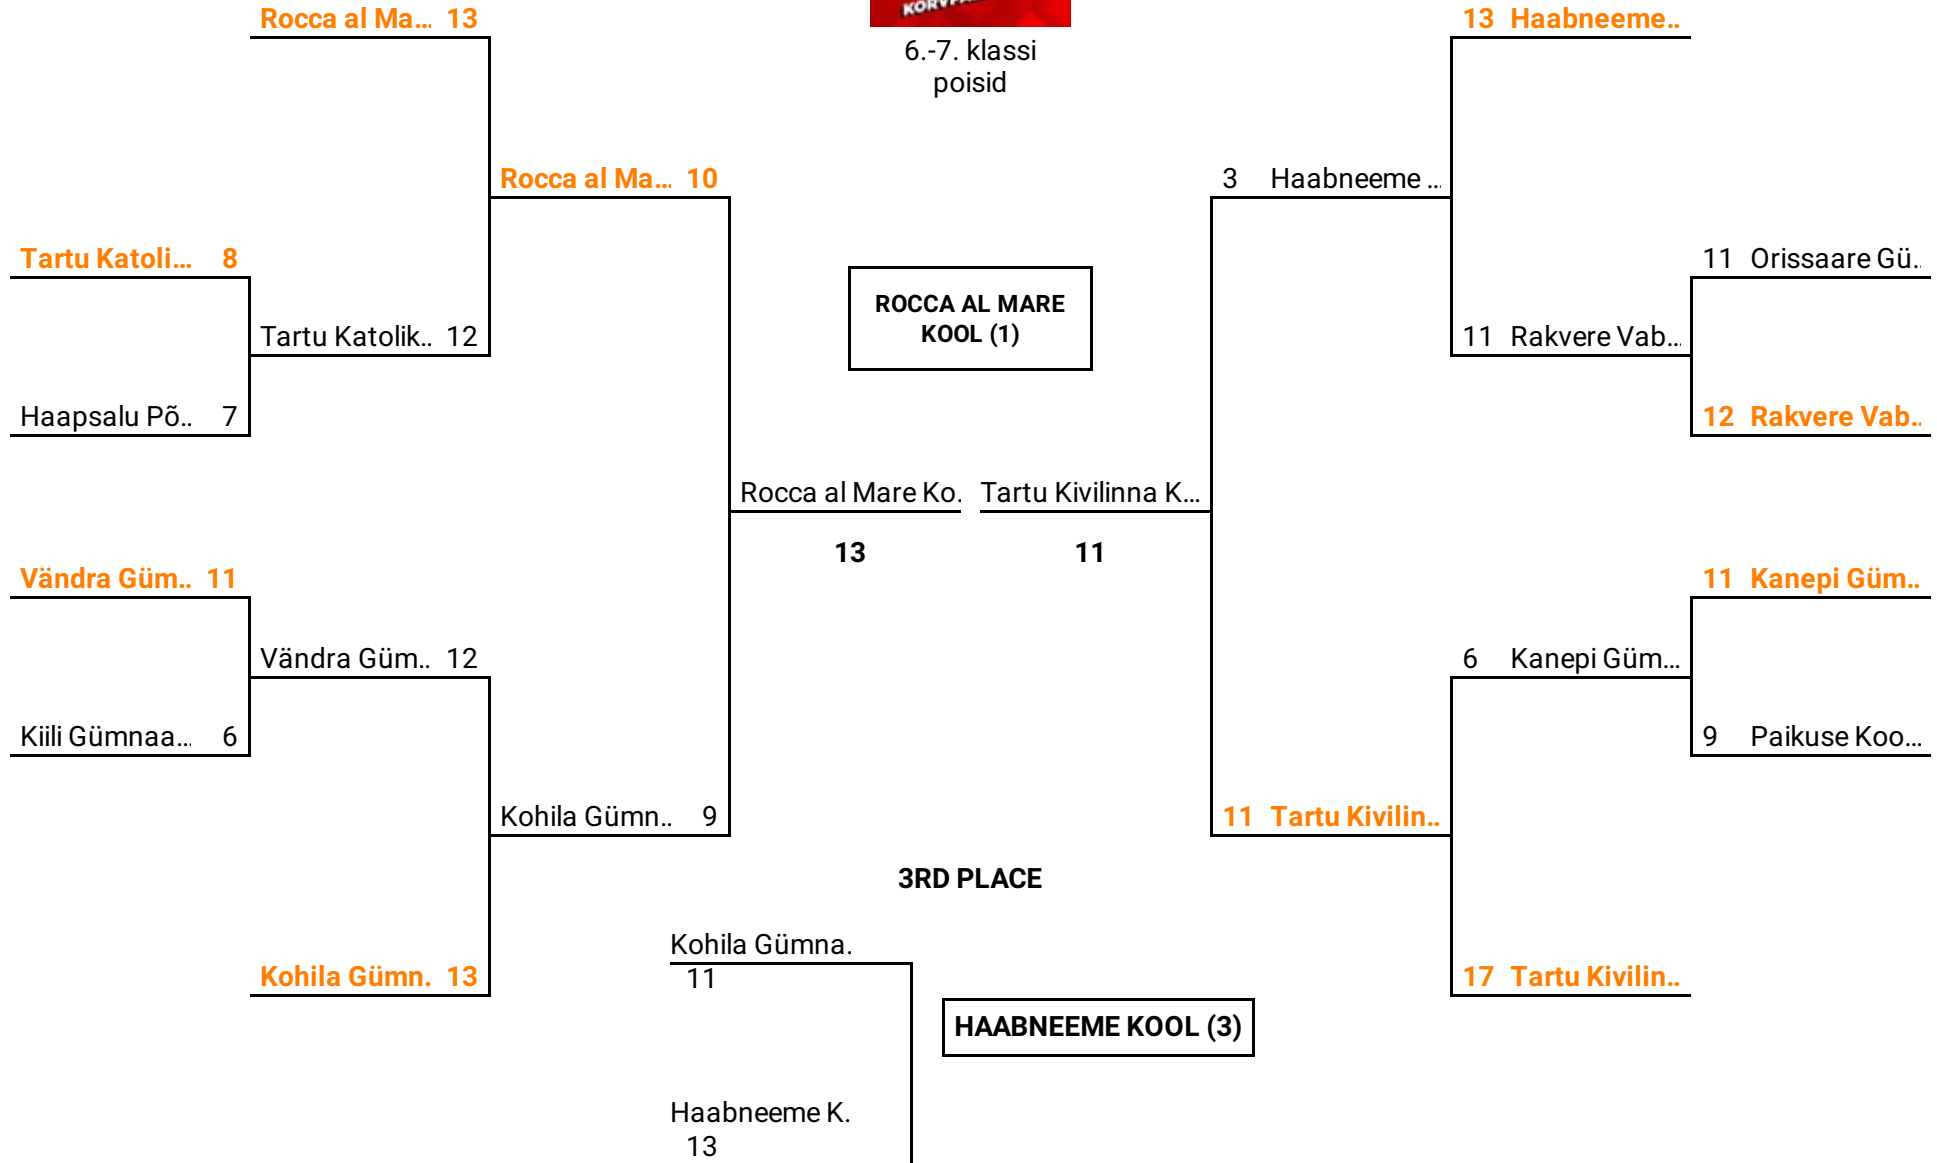 Rocca al Ma... 13
13 Haabneeme..
6.-7. klassi
poisid
Rocca al Ma... 10
3 Haabneeme ...
Tartu Katoli... 8
11 Orissaare Gü..
ROCCA AL MARE
KOOL (1)
Tartu Katolik.. 12
11 Rakvere Vab...
Haapsalu Põ.. 7
12 Rakvere Vab..
Rocca al Mare Ko.
Tartu Kivilinna K...
13
11
Vändra Güm.. 11
11 Kanepi Güm..
Vändra Güm.. 12
6 Kanepi Güm...
Kiili Gümnaa... 6
9 Paikuse Koo...
Kohila Gümn.. 9
11 Tartu Kivilin..
3RD PLACE
Kohila Gümna.
11
Kohila Gümn. 13
17 Tartu Kivilin..
HAABNEEME KOOL (3)
Haabneeme K.
13